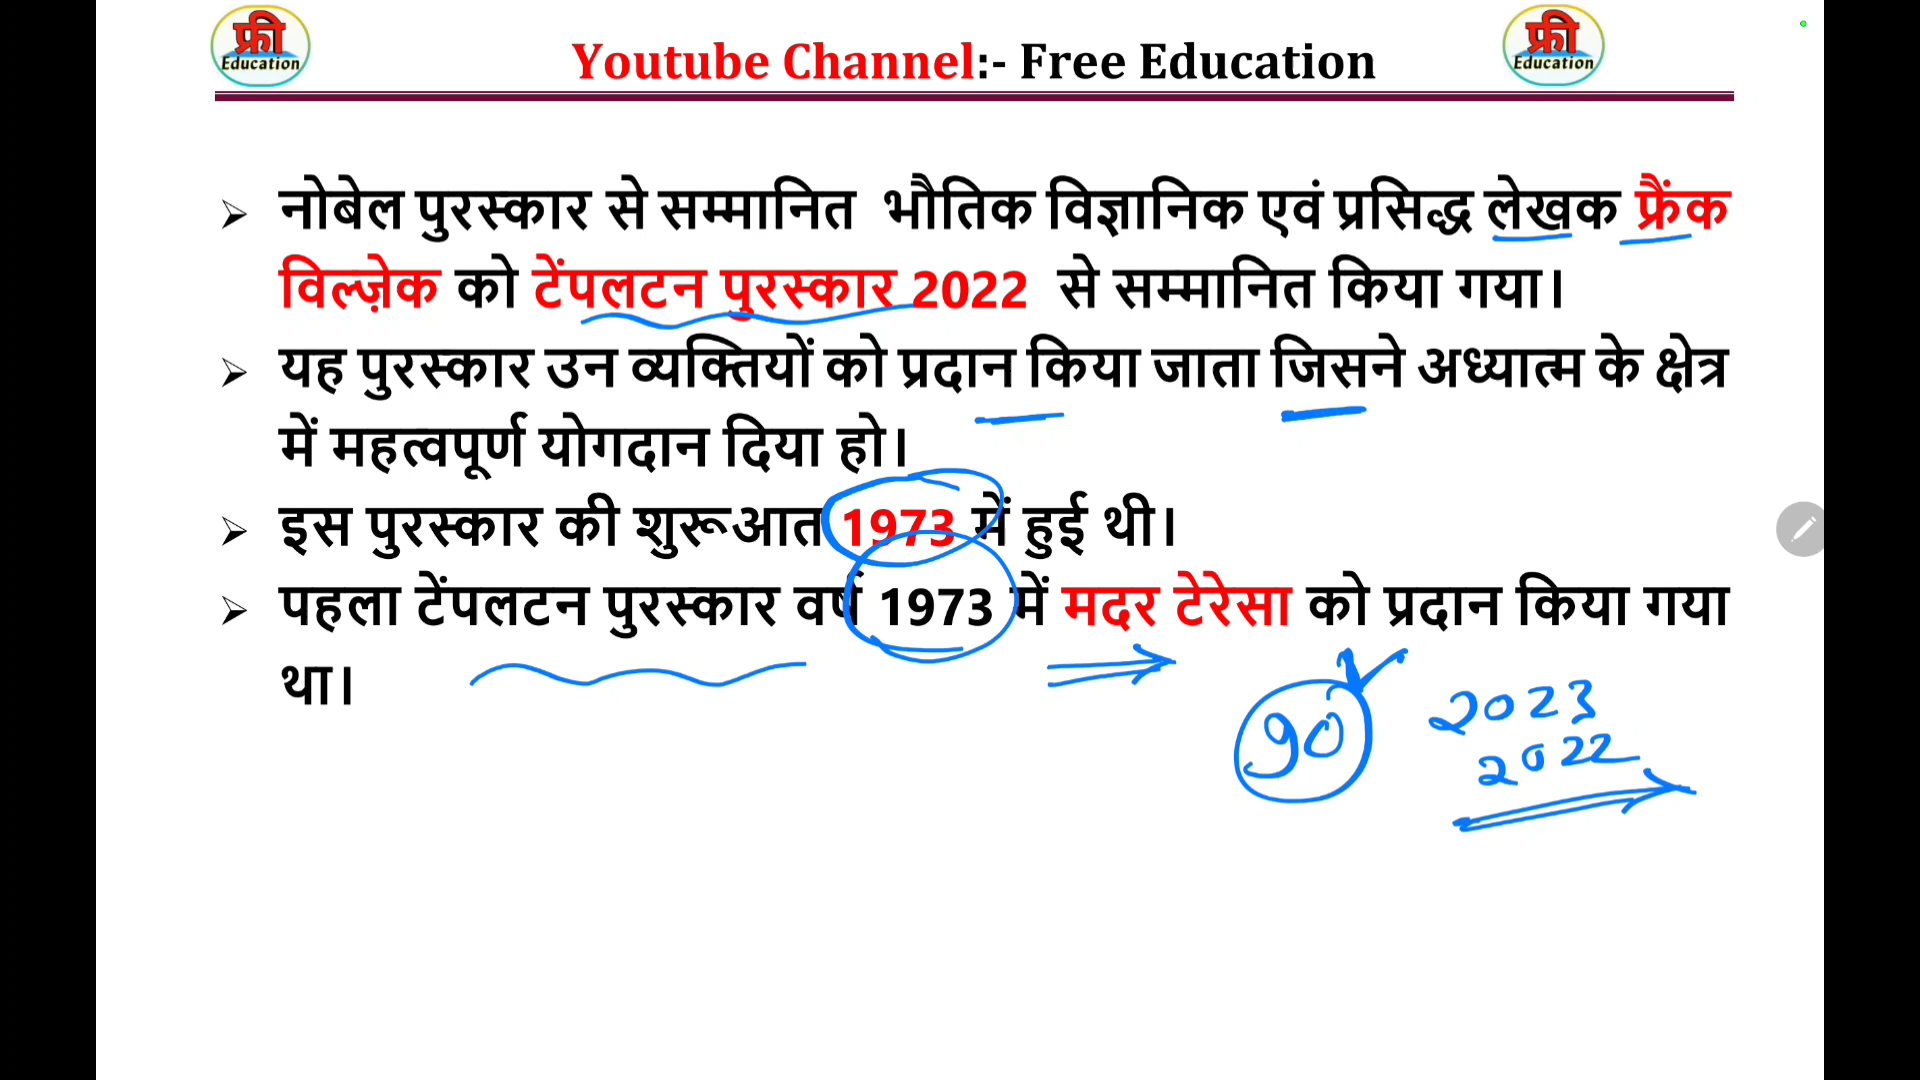 फ्री
Education
Youtube Channel:- Free Education
फ्री
Education
नोबेल पुरस्कार से सम्मानित भौतिक विज्ञानिक एवं प्रसिद्ध लेखक फ्रैंक
विल्ज़ेक को टेंपलटन पुरस्कार 2022 से सम्मानित किया गया।
यह पुरस्कार उन व्यक्तियों को प्रदान किया जाता जिसने अध्यात्म के क्षेत्र
में महत्वपूर्ण योगदान दिया हो।
इस पुरस्कार की शुरूआत 1973 में हुई थी।
पहला टेंपलटन पुरस्कार वर्ष 1973 में मदर टेरेसा को प्रदान किया गया
था।
90
2023
2022